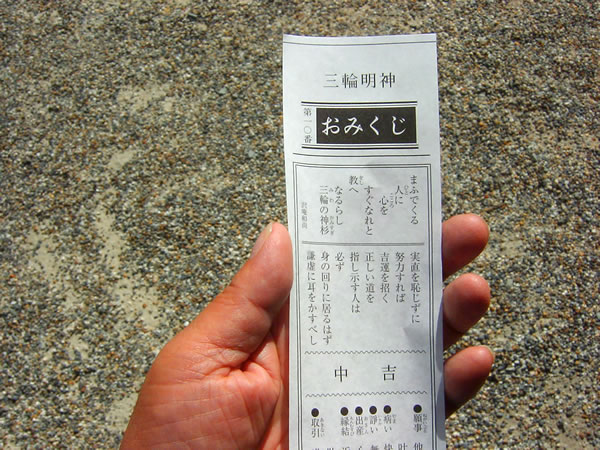 三輪明神
第一〇番
おみくじ
まふでくる
人に
心を
すぐなれと
教へ
なるらし
三輪の神杉
実直を恥じずに
努力すれば
吉運を招く
正しい道を
指し示す人は
必ず
身の回りに居るはず
謙虚に耳をかすべし
中吉
●願事
●病い
●諍い
●出産
●縁結
●取引